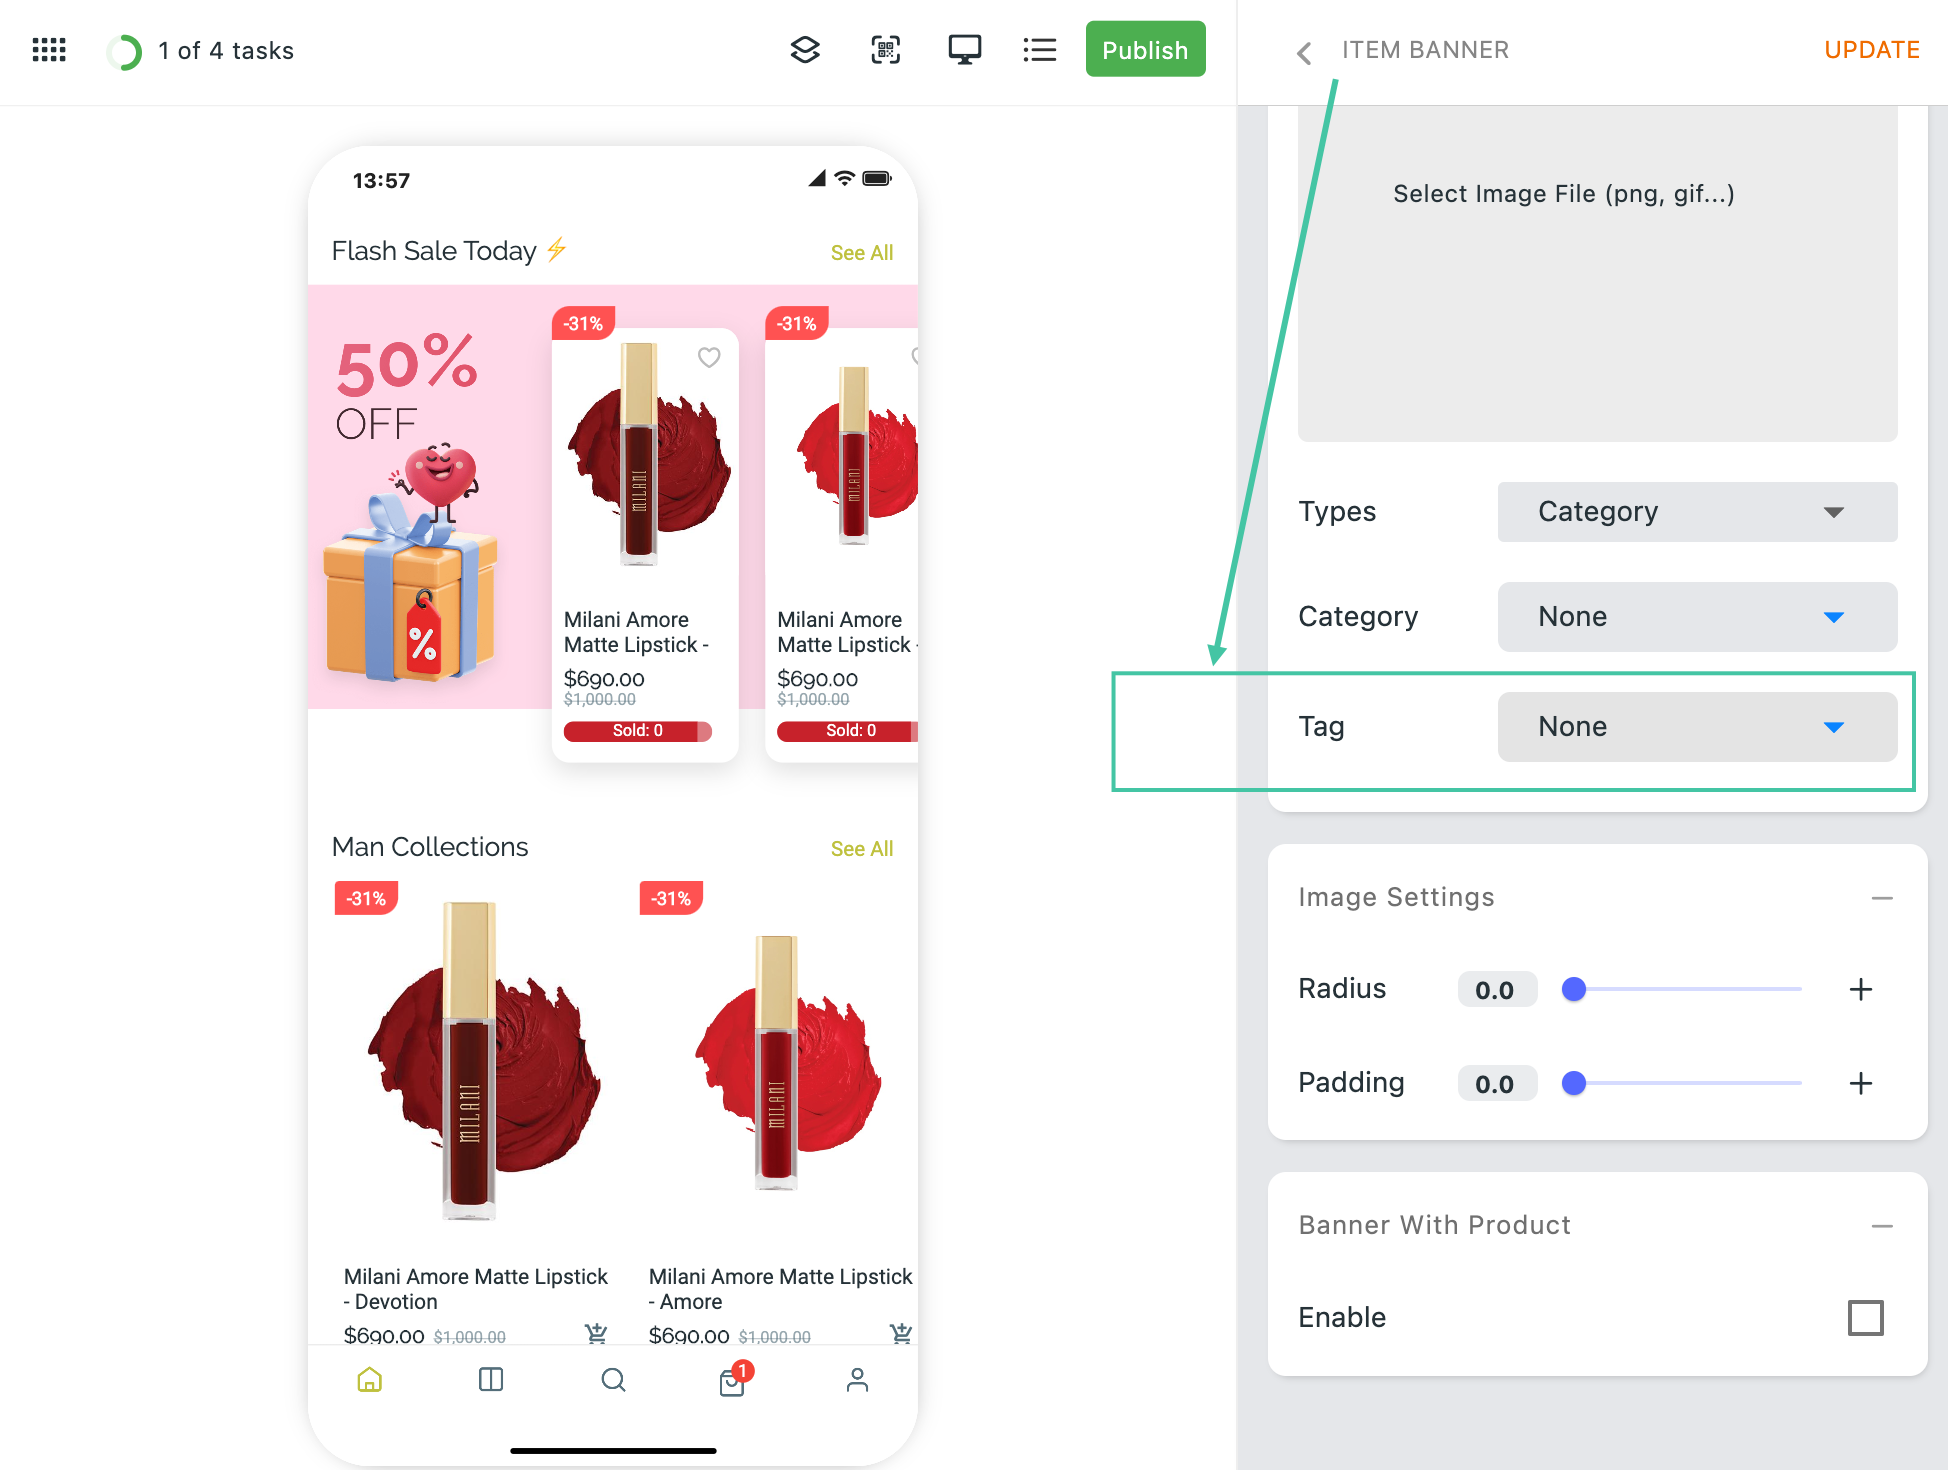 1 of 4 tasks
Publish
ITEM BANNER
UPDATE
13:57
Flash Sale Today ⚡
See All
50%
OFF
%
-31%
MILANI
Milani Amore
Matte Lipstick -
$690.00
$1,000.00
Sold: 0
-31%
MILANI
Milani Amore
Matte Lipstick -
$690.00
$1,000.00
Sold: 0
Man Collections
See All
-31%
MILANI
Milani Amore Matte Lipstick
- Devotion
$690.00 $1,000.00
-31%
MILANI
Milani Amore Matte Lipstick
- Amore
$690.00 $1,000.00
1
Select Image File (png, gif...)
Types
Category
Category
None
Tag
None
Image Settings
Radius
0.0
Padding
0.0
Banner With Product
Enable